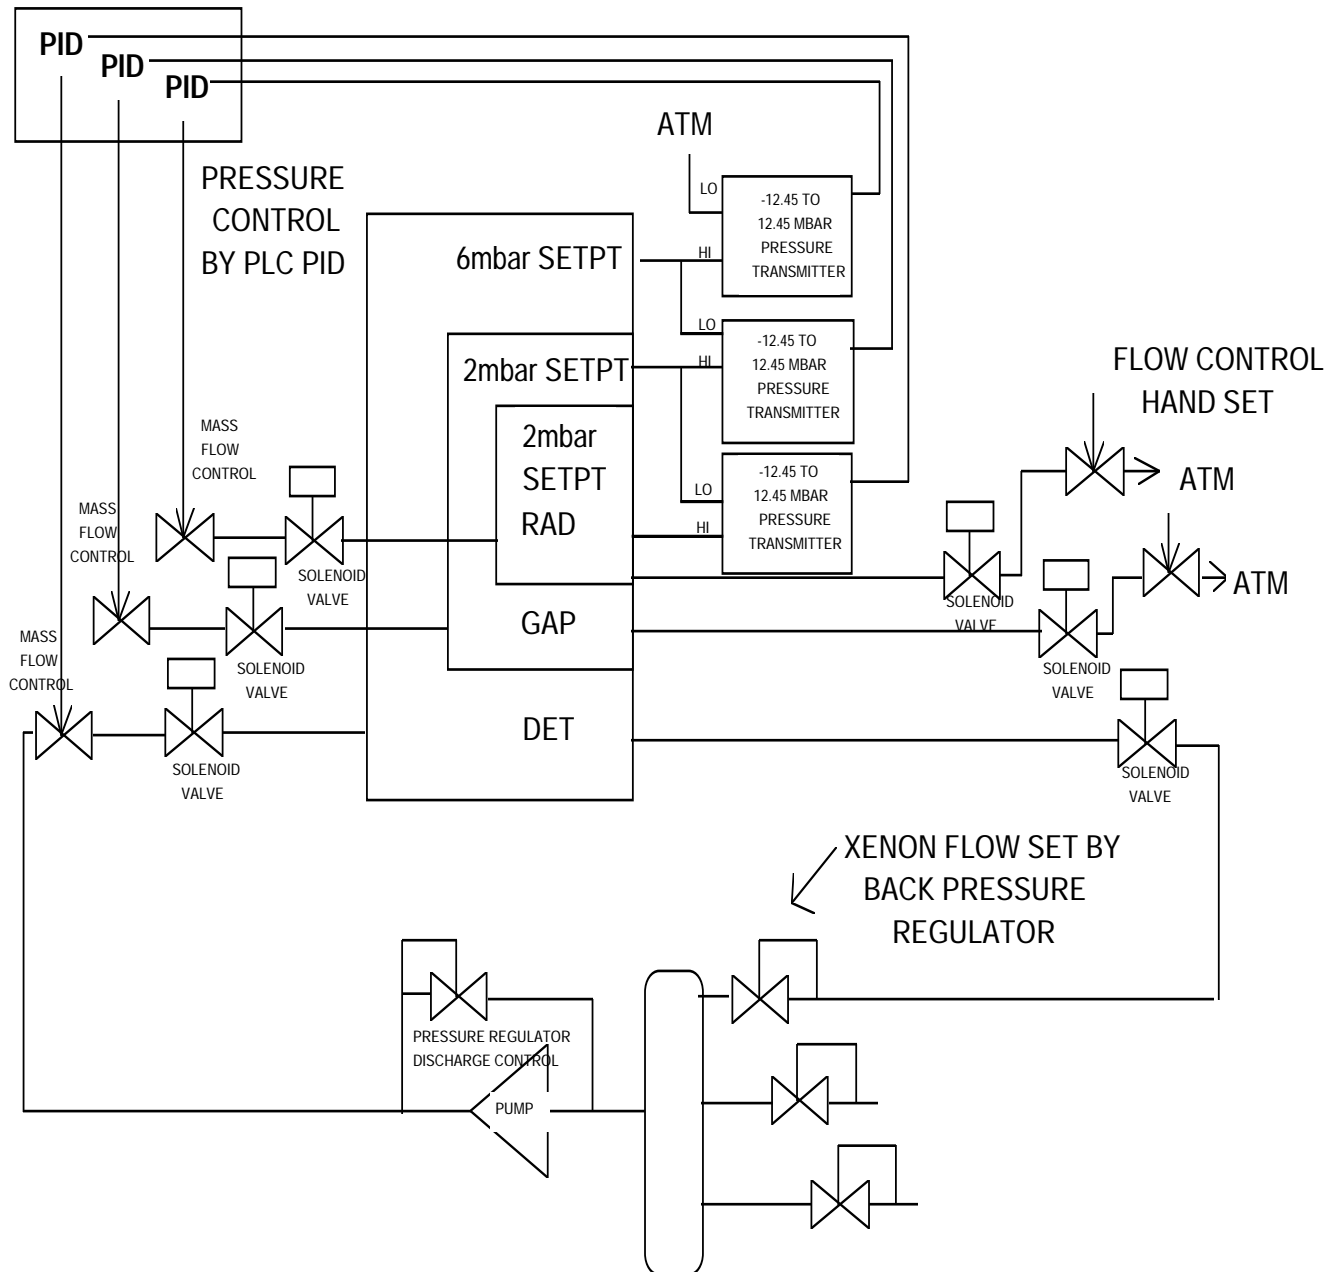 PID
PID
PID
ATM
PRESSURE
CONTROL
BY PLC PID
LO
-12.45 TO
12.45 MBAR
PRESSURE
TRANSMITTER
HI
6mbar SETPT
LO
-12.45 TO
12.45 MBAR
PRESSURE
TRANSMITTER
HI
2mbar SETPT
FLOW CONTROL
HAND SET
2mbar
SETPT
RAD
LO
-12.45 TO
12.45 MBAR
PRESSURE
TRANSMITTER
HI
MASS
FLOW
CONTROL
ATM
MASS
FLOW
CONTROL
SOLENOID
VALVE
ATM
SOLENOID
VALVE
GAP
MASS
FLOW
CONTROL
SOLENOID
VALVE
SOLENOID
VALVE
DET
SOLENOID
VALVE
SOLENOID
VALVE
XENON FLOW SET BY
BACK PRESSURE
REGULATOR
PRESSURE REGULATOR
DISCHARGE CONTROL
PUMP